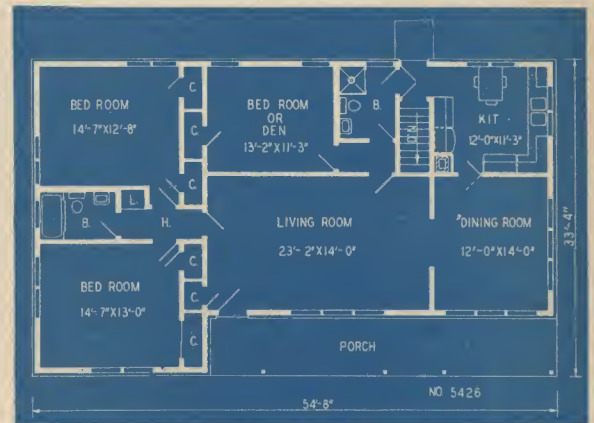 BED ROOM
14'-7"X12'-8"
C.
C.
C.
BED ROOM
OR
DEN
13'-2"X11'-3"
B.
DN
KIT
12'-0"X11'-3"
B.
L.
H.
LIVING ROOM
23'-2"X14'-0"
DINING ROOM
12'-0"X14'-0"
33'-4"
BED ROOM
14'-7"X13'-0"
C.
C.
C.
PORCH
NO. 5426
54'-8"